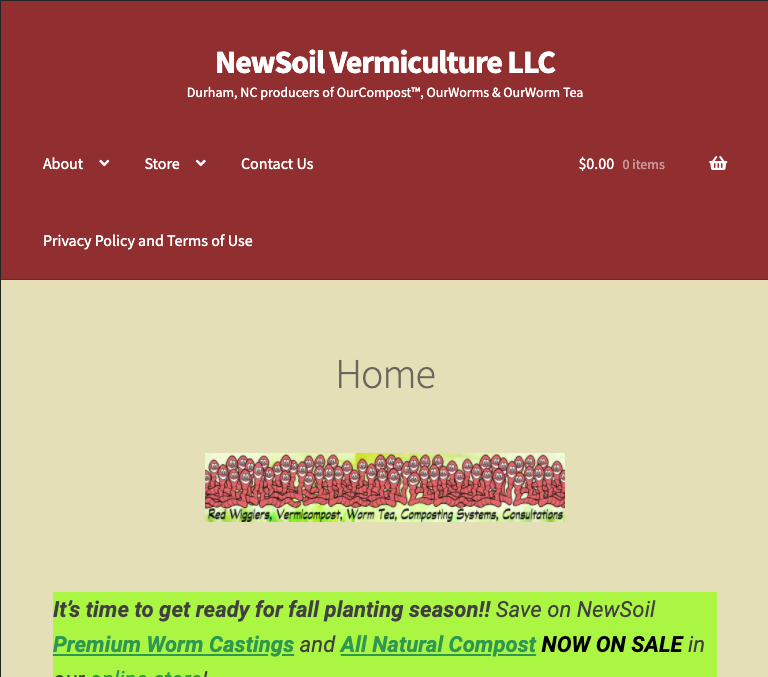 NewSoil Vermiculture LLC
Durham, NC producers of OurCompost™, OurWorms & OurWorm Tea
About Store Contact Us $0.00 0 items
Privacy Policy and Terms of Use
Home
Red Wigglers, Vermicompost, Worm Tea, Composting Systems, Consultations
It's time to get ready for fall planting season!! Save on NewSoil
Premium Worm Castings and All Natural Compost NOW ON SALE in
our online store!